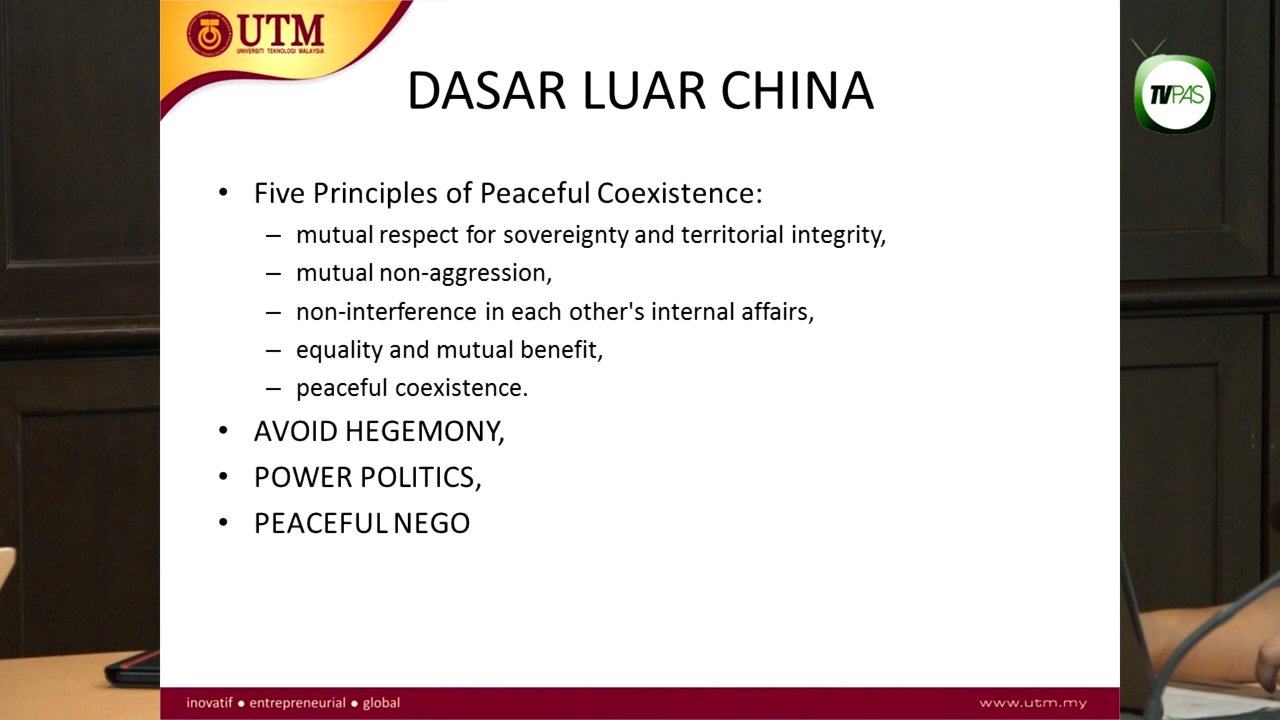 UTM
UNIVERSITI TEKNOLOGI MALAYSIA
TVPAS
DASAR LUAR CHINA
• Five Principles of Peaceful Coexistence:
– mutual respect for sovereignty and territorial integrity,
– mutual non-aggression,
– non-interference in each other's internal affairs,
– equality and mutual benefit,
– peaceful coexistence.
• AVOID HEGEMONY,
• POWER POLITICS,
• PEACEFUL NEGO
inovatif ● entrepreneurial ● global
www.utm.my